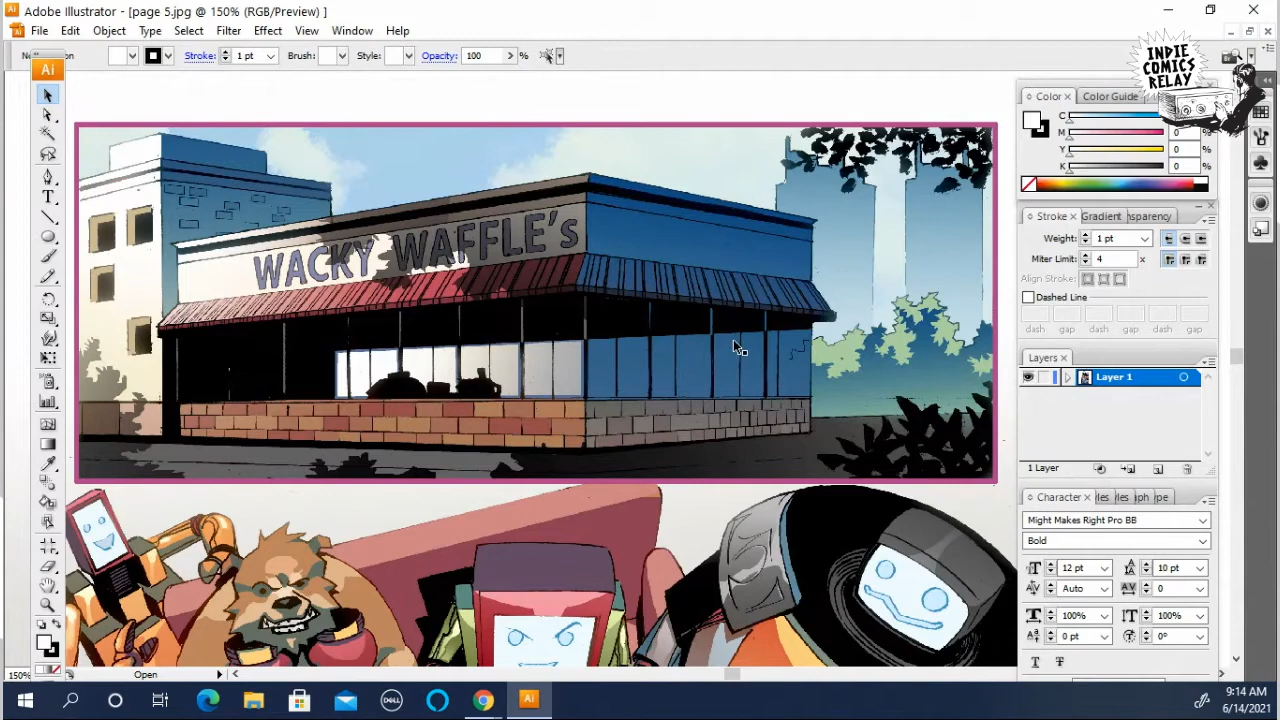 Ai Adobe Illustrator - [page 5.jpg @ 150% (RGB/Preview) ]
File Edit Object Type Select Filter Effect View Window Help
Stroke: 1 pt Brush: Style: Opacity: 100 %
Ai
INDIE
COMICS
RELAY
Color Color Guide
C
M 0 %
Y 0 %
K 0 %
Stroke Gradient
Weight: 1 pt
Miter Limit: 4 x
Align Stroke:
Dashed Line
dash gap dash gap dash gap
Layers
Layer 1
1 Layer
Character
Might Makes Right Pro BB
Bold
12 pt 10 pt
Auto 0
100% 100%
0 pt 0°
T T
WACKY WAFFLE's
150% Open
DELL
Ai
9:14 AM
6/14/2021